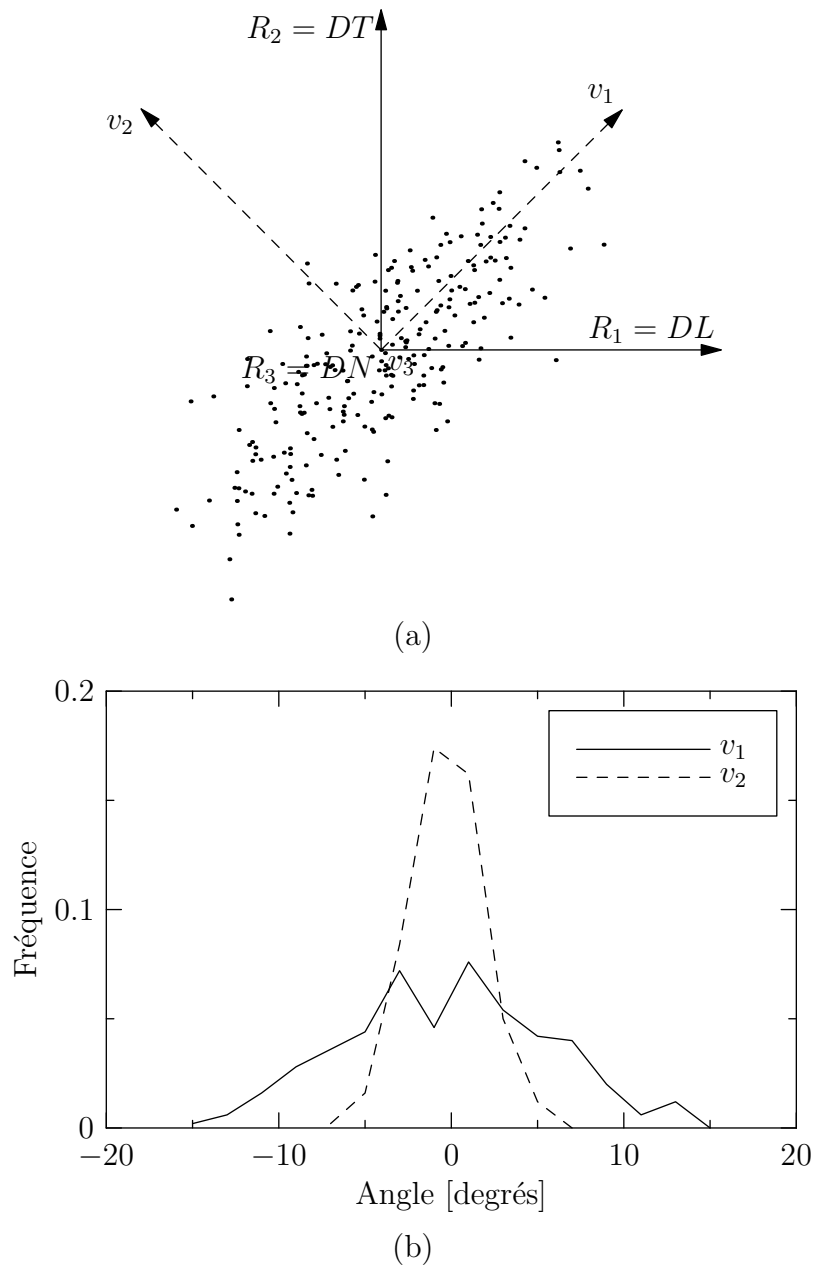 R₂ = DT
v₁
v₂
R₁ = DL
R₃ = DN v₃
(a)
0.2
v₁
v₂
0.1
Fréquence
0
−20 −10 0 10 20
Angle [degrés]
(b)